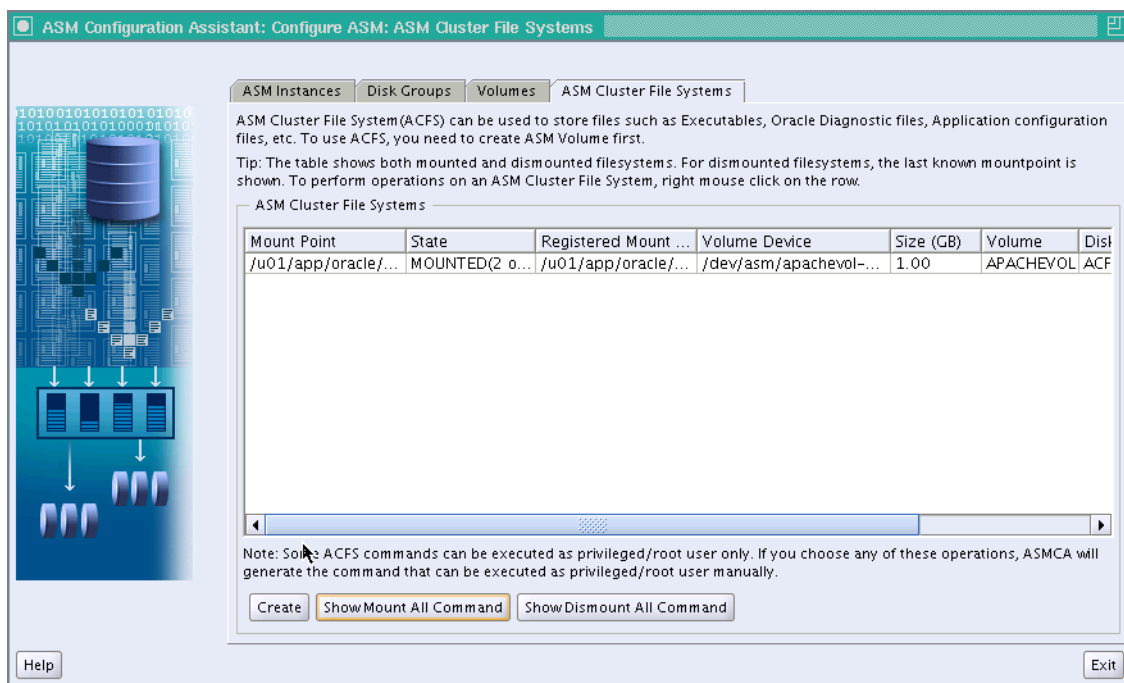 ASM Configuration Assistant: Configure ASM: ASM Cluster File Systems
ASM Instances
Disk Groups
Volumes
ASM Cluster File Systems
ASM Cluster File System(ACFS) can be used to store files such as Executables, Oracle Diagnostic files, Application configuration
files, etc. To use ACFS, you need to create ASM Volume first.
Tip: The table shows both mounted and dismounted filesystems. For dismounted filesystems, the last known mountpoint is
shown. To perform operations on an ASM Cluster File System, right mouse click on the row.
ASM Cluster File Systems
Mount Point State Registered Mount ... Volume Device Size (GB) Volume Disk
/u01/app/oracle/... MOUNTED(2 o... /u01/app/oracle/... /dev/asm/apachevol-... 1.00 APACHEVOL ACF
Note: Some ACFS commands can be executed as privileged/root user only. If you choose any of these operations, ASMCA will
generate the command that can be executed as privileged/root user manually.
Create
Show Mount All Command
Show Dismount All Command
Help
Exit